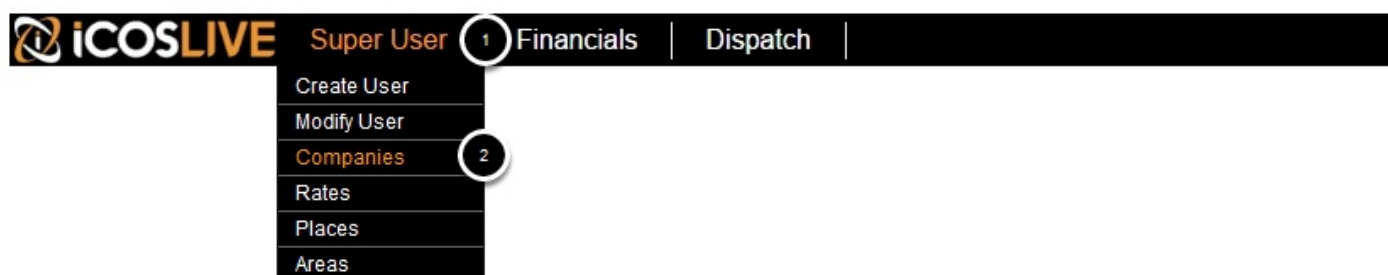 iCOSLIVE Super User 1 Financials Dispatch
Create User
Modify User
Companies 2
Rates
Places
Areas